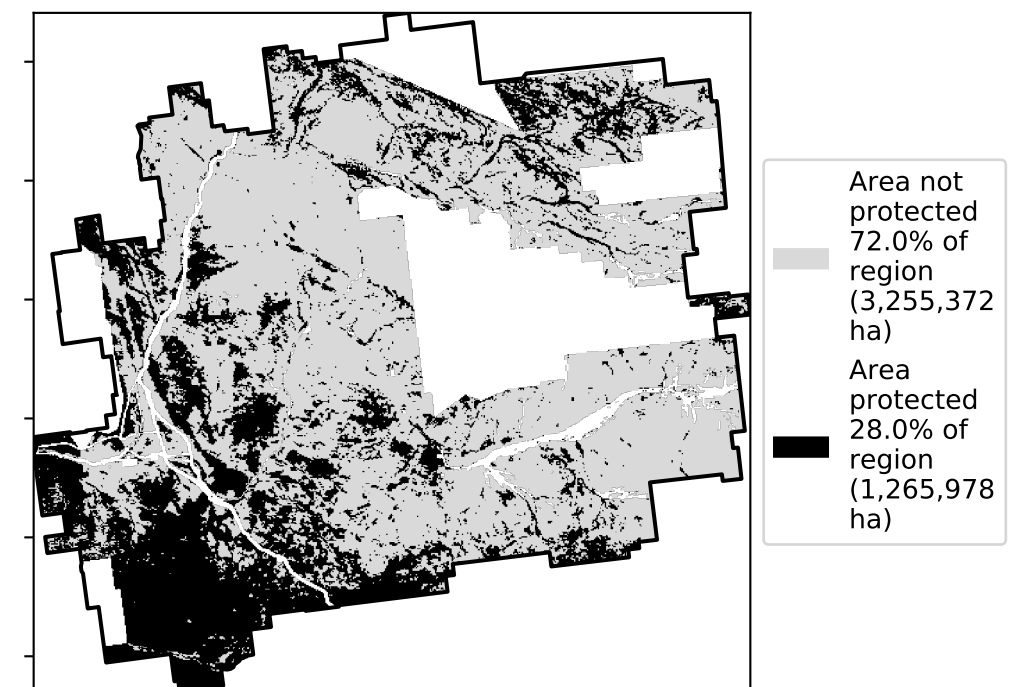 Area not
protected
72.0% of
region
(3,255,372
ha)
Area
protected
28.0% of
region
(1,265,978
ha)